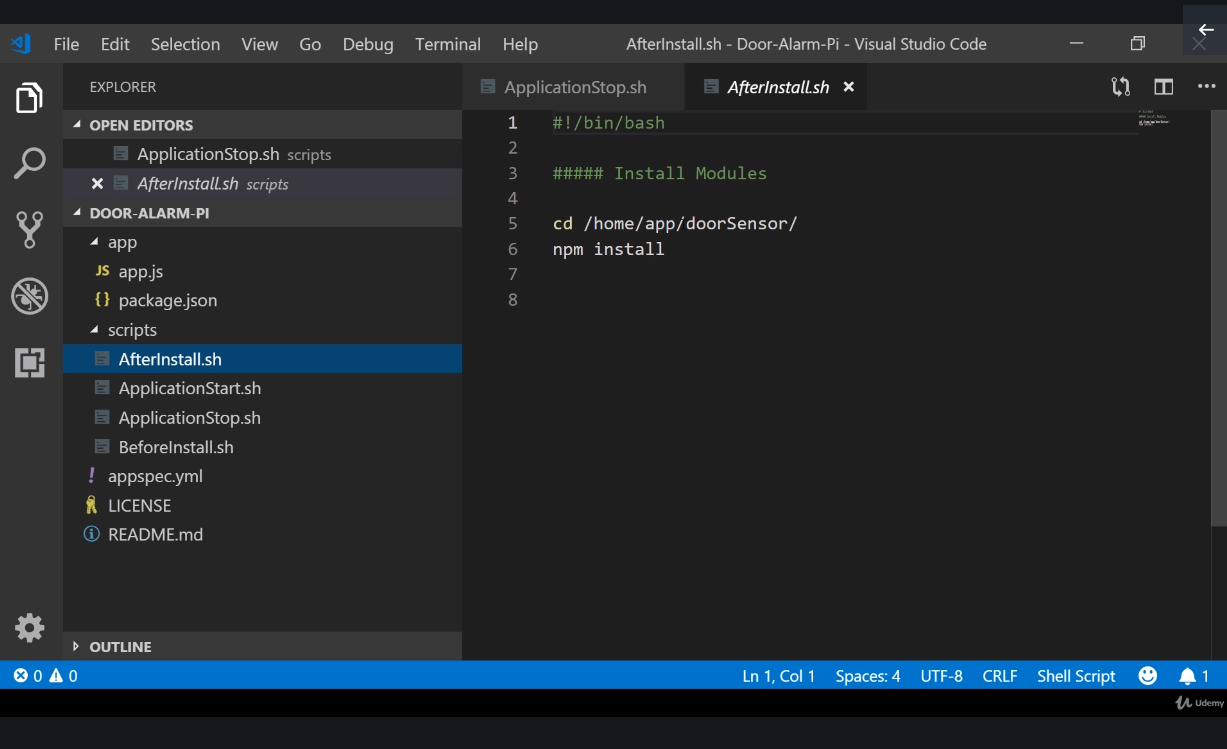 File Edit Selection View Go Debug Terminal Help AfterInstall.sh - Door-Alarm-Pi - Visual Studio Code
EXPLORER
OPEN EDITORS
ApplicationStop.sh scripts
AfterInstall.sh scripts
DOOR-ALARM-PI
app
JS app.js
{} package.json
scripts
AfterInstall.sh
ApplicationStart.sh
ApplicationStop.sh
BeforeInstall.sh
! appspec.yml
LICENSE
README.md
OUTLINE
ApplicationStop.sh AfterInstall.sh
1 #!/bin/bash
2
3 ##### Install Modules
4
5 cd /home/app/doorSensor/
6 npm install
7
8
0 0 Ln 1, Col 1 Spaces: 4 UTF-8 CRLF Shell Script 1
Udemy